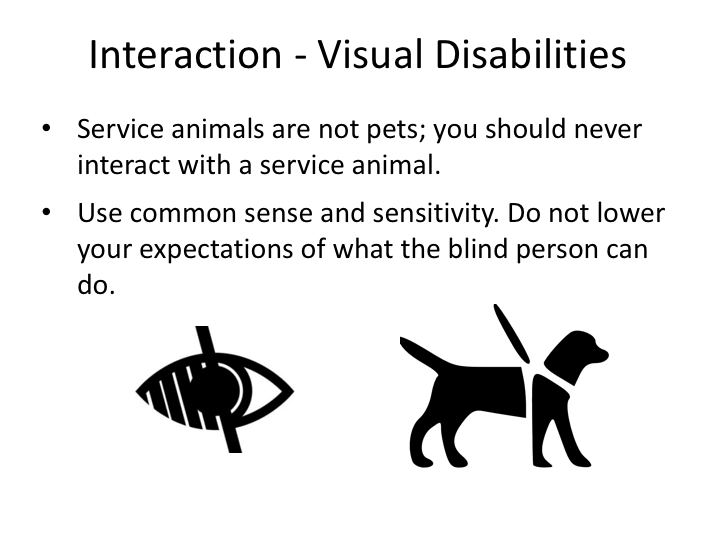 Interaction - Visual Disabilities
• Service animals are not pets; you should never
interact with a service animal.
• Use common sense and sensitivity. Do not lower
your expectations of what the blind person can
do.